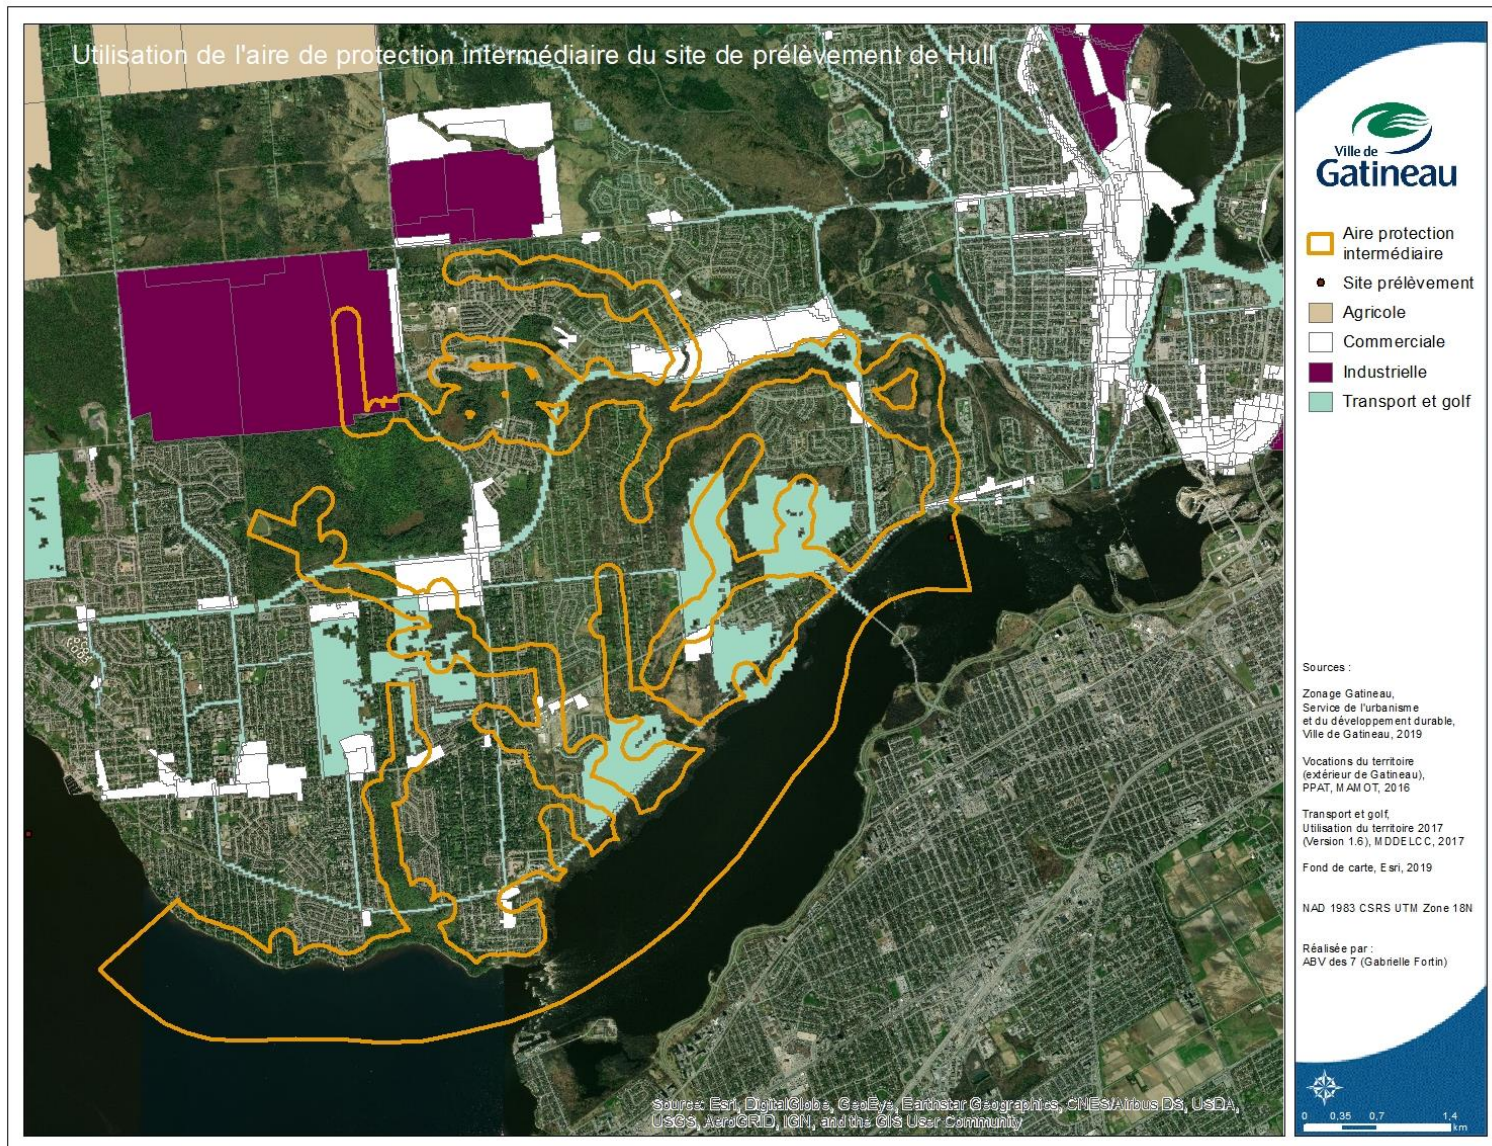 Utilisation de l'aire de protection intermédiaire du site de prélèvement de Hull
Ville de
Gatineau
Aire protection
intermédiaire
Site prélèvement
Agricole
Commerciale
Industrielle
Transport et golf
Sources :
Zonage Gatineau,
Service de l'urbanisme
et du développement durable,
Ville de Gatineau, 2019
Vocations du territoire
(extérieur de Gatineau),
PPAT, MAMOT, 2016
Transport et golf,
Utilisation du territoire 2017
(Version 1.6), MDDELCC, 2017
Fond de carte, Esri, 2019
NAD 1983 CSRS UTM Zone 18N
Réalisée par :
ABV des 7 (Gabrielle Fortin)
0 0,35 0,7 1,4
km
Source: Esri, DigitalGlobe, GeoEye, Earthstar Geographics, CNES/Airbus DS, USDA,
USGS, AeroGRID, IGN, and the GIS User Community